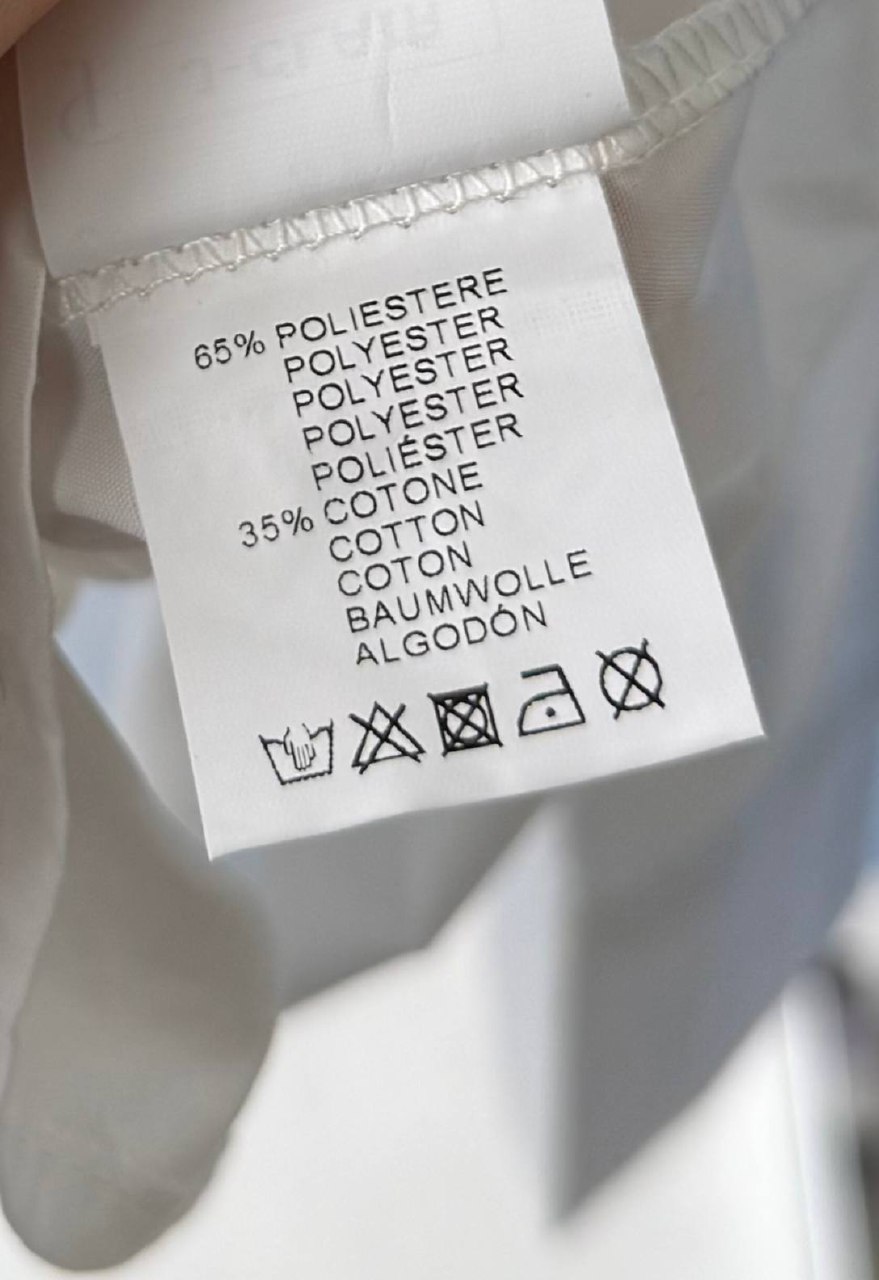 65% POLIESTERE
POLYESTER
POLYESTER
POLYESTER
POLIÉSTER
35% COTONE
COTTON
COTON
BAUMWOLLE
ALGODÓN